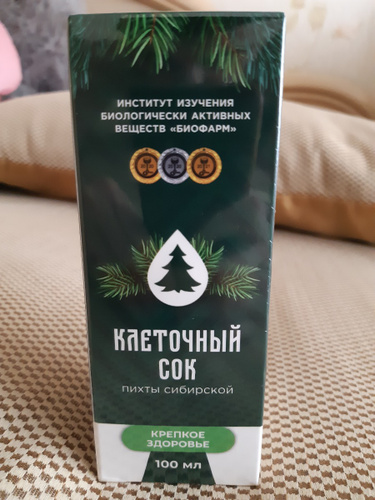 ИНСТИТУТ ИЗУЧЕНИЯ
БИОЛОГИЧЕСКИ АКТИВНЫХ
ВЕЩЕСТВ «БИОФАРМ»
КЛЕТОЧНЫЙ
СОК
ПИХТЫ СИБИРСКОЙ
КРЕПКОЕ
ЗДОРОВЬЕ
100 МЛ